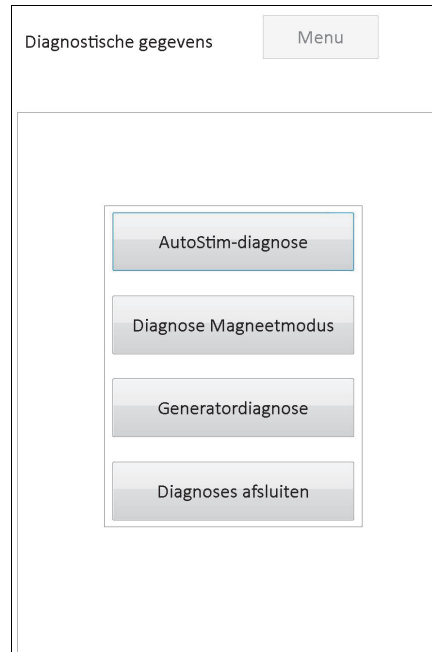 Diagnostische gegevens
Menu
AutoStim-diagnose
Diagnose Magneetmodus
Generatordiagnose
Diagnoses afsluiten